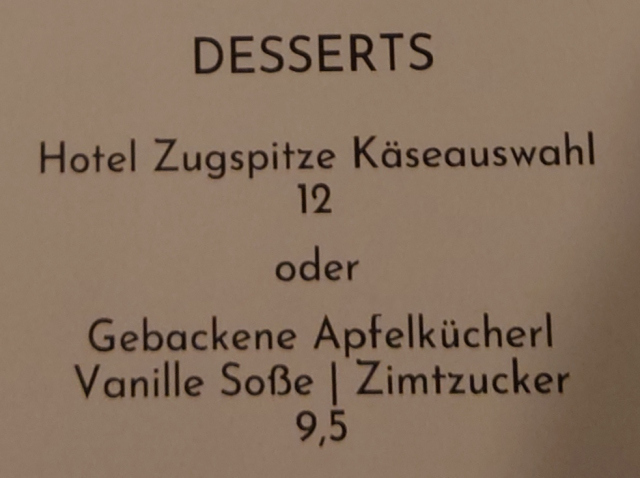 DESSERTS
Hotel Zugspitze Käseauswahl
12
oder
Gebackene Apfelkücherl
Vanille Soße | Zimtzucker
9,5